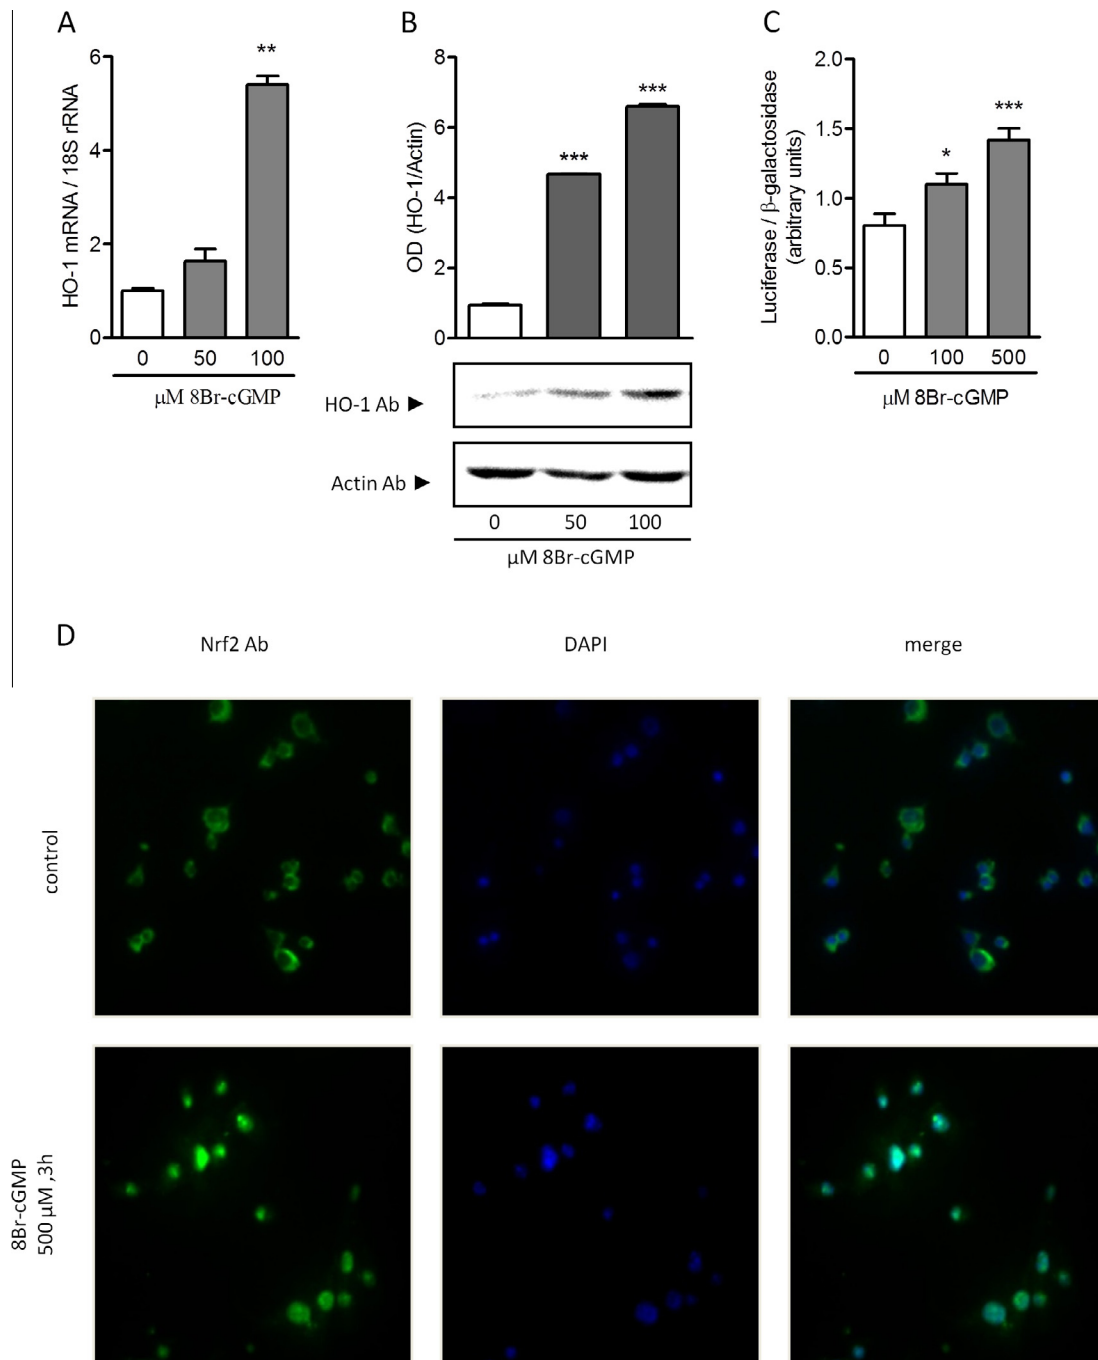 A
B
C
6
4
2
0
HO-1 mRNA / 18S rRNA
**
0 50 100
µM 8Br-cGMP
8
6
4
2
0
OD (HO-1/Actin)
***
***
HO-1 Ab
Actin Ab
0 50 100
µM 8Br-cGMP
2.0
1.5
1.0
0.5
0.0
Luciferase / β-galactosidase
(arbitrary units)
*
***
0 100 500
µM 8Br-cGMP
D
Nrf2 Ab DAPI merge
control
8Br-cGMP
500 µM ,3h